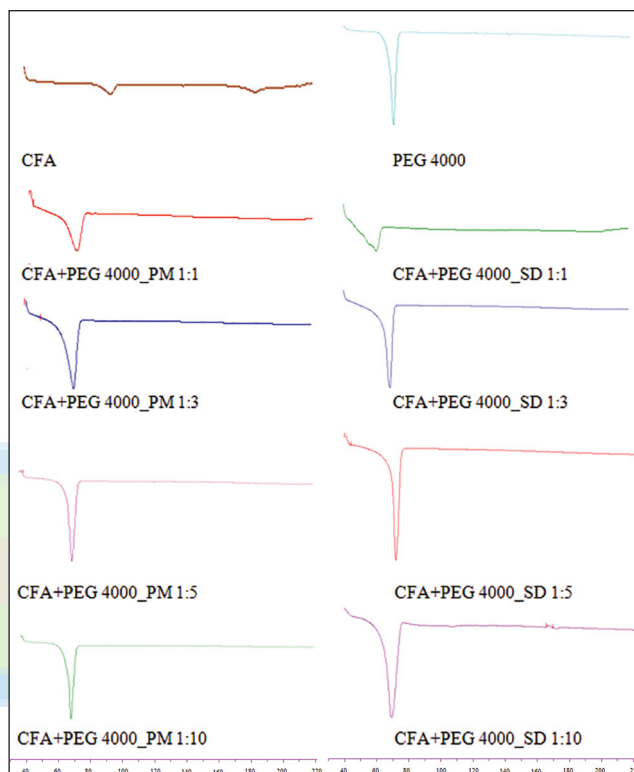 CFA
PEG 4000
CFA+PEG 4000_PM 1:1
CFA+PEG 4000_SD 1:1
CFA+PEG 4000_PM 1:3
CFA+PEG 4000_SD 1:3
CFA+PEG 4000_PM 1:5
CFA+PEG 4000_SD 1:5
CFA+PEG 4000_PM 1:10
CFA+PEG 4000_SD 1:10
40 60 80 100 120 140 160 180 200 220
40 60 80 100 120 140 160 180 200